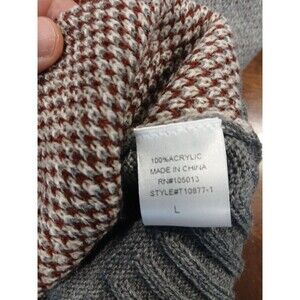 100%ACRYLIC
MADE IN CHINA
RN#105013
STYLE#T10877-1
L